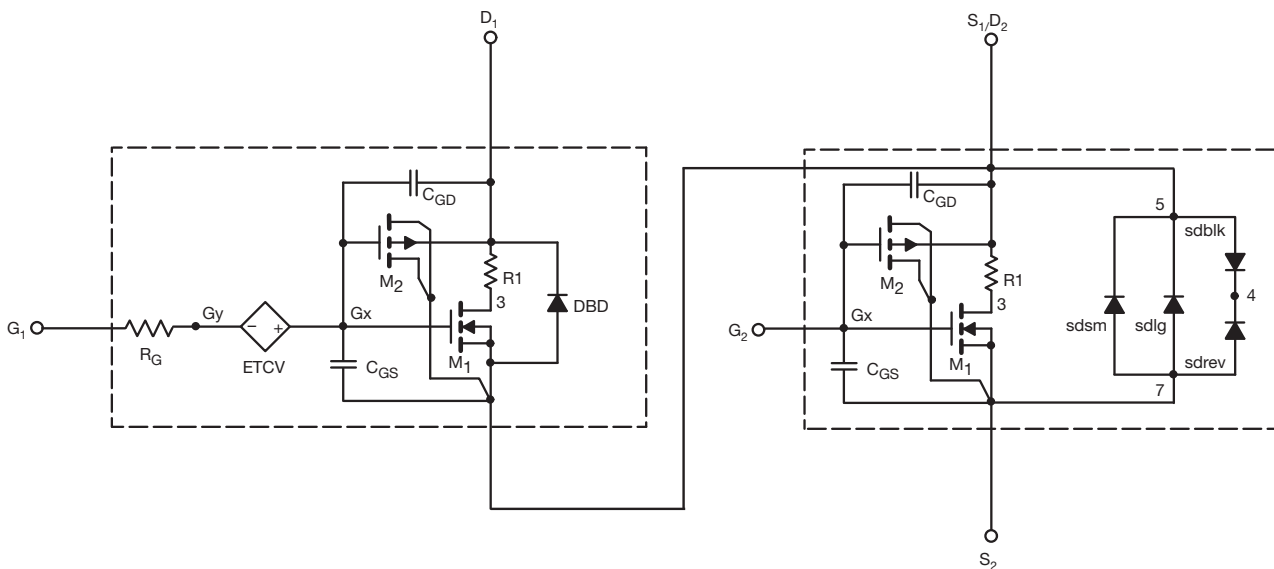 D1
S1/D2
CGD
CGD
5
sdblk
M2
R1
M2
R1
3
DBD
3
4
Gy
Gx
Gx
sdsm
sdlg
G1
− +
G2
RG
ETCV
M1
M1
CGS
CGS
sdrev
7
S2